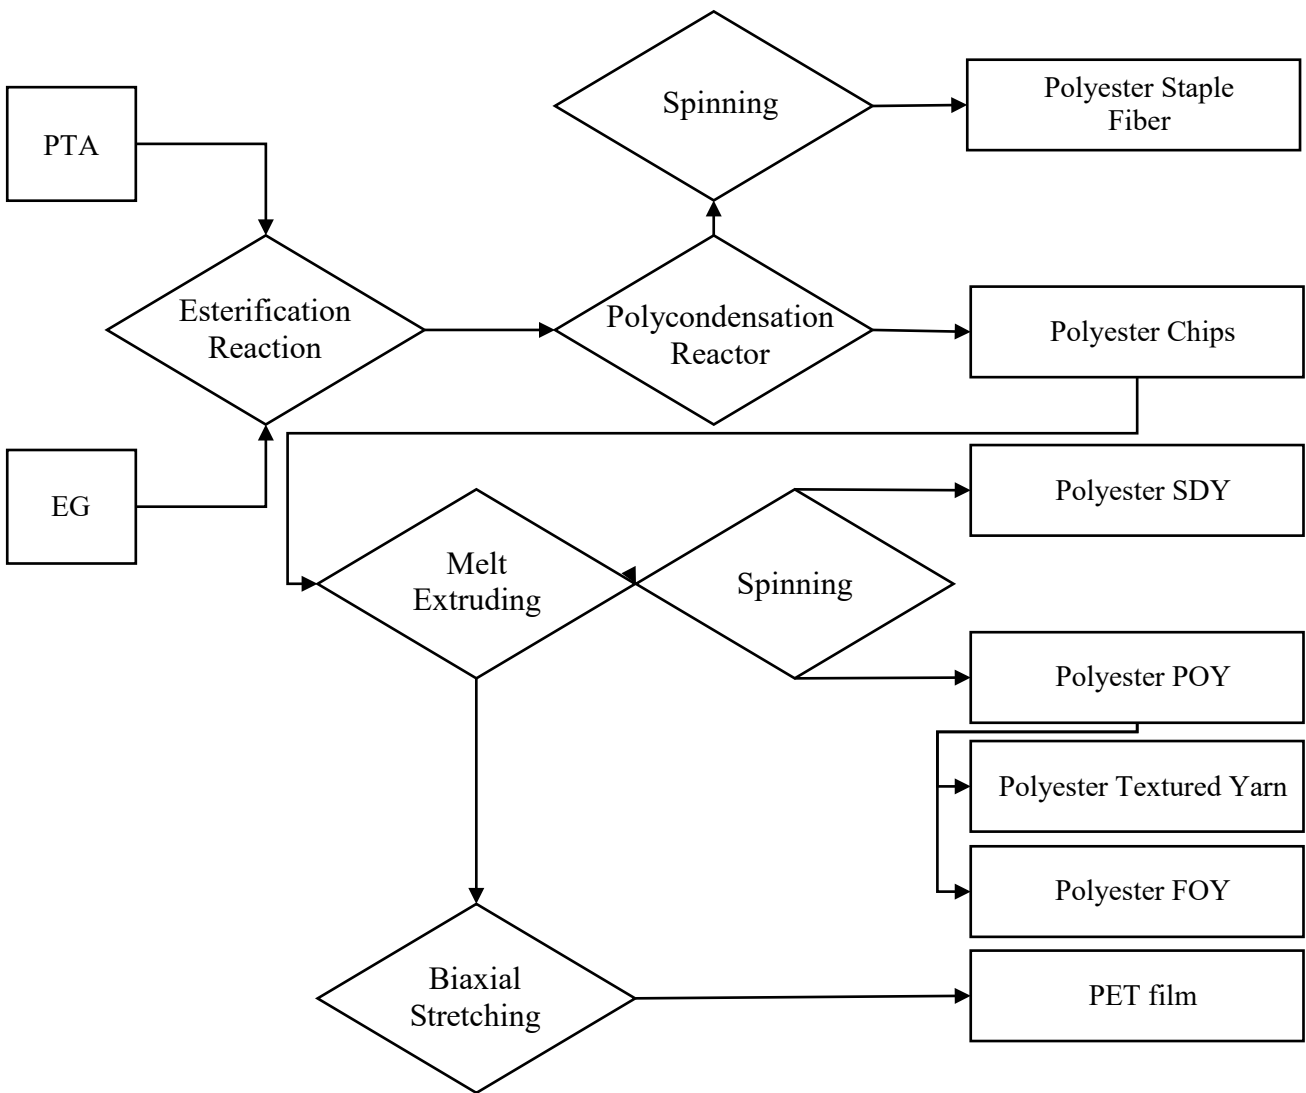 Spinning
Polyester Staple
Fiber
PTA
Esterification
Reaction
Polycondensation
Reactor
Polyester Chips
EG
Melt
Extruding
Spinning
Polyester SDY
Polyester POY
Polyester Textured Yarn
Polyester FOY
Biaxial
Stretching
PET film